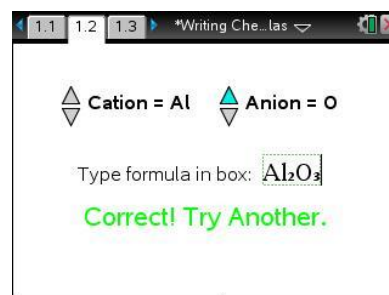 1.1 1.2 1.3 *Writing Che...las
Cation = Al Anion = O
Type formula in box: Al₂O₃
Correct! Try Another.